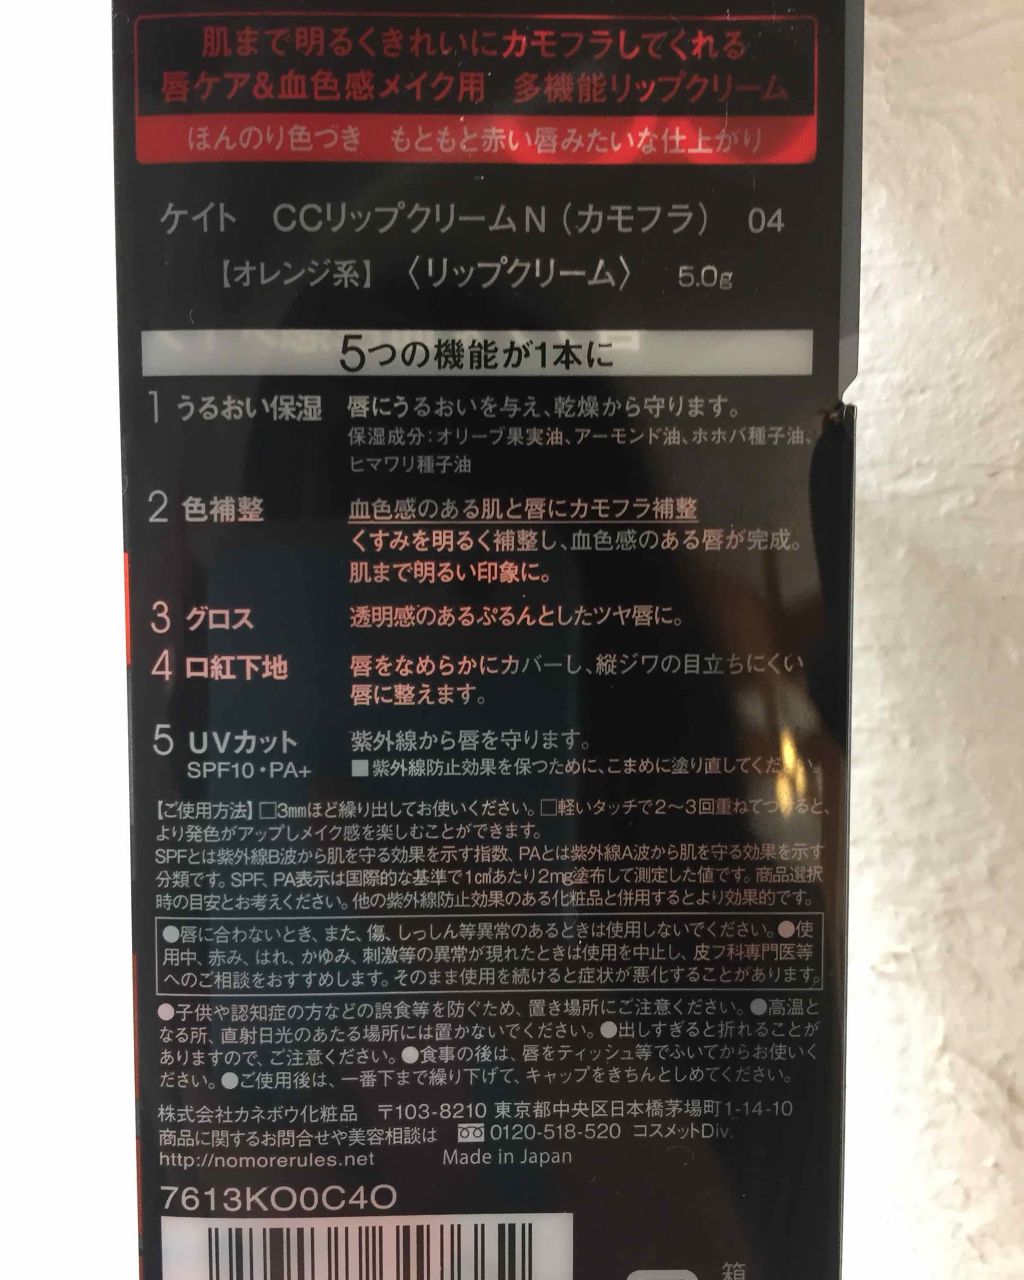 肌まで明るくきれいにカモフラしてくれる
唇ケア&血色感メイク用　多機能リップクリーム
ほんのり色づき　もともと赤い唇みたいな仕上がり
ケイト　CCリップクリームN（カモフラ）　04
【オレンジ系】〈リップクリーム〉　5.0g
5つの機能が1本に
1 うるおい保湿　唇にうるおいを与え、乾燥から守ります。
保湿成分：オリーブ果実油、アーモンド油、ホホバ種子油、
ヒマワリ種子油
2 色補整　血色感のある肌と唇にカモフラ補整
くすみを明るく補整し、血色感のある唇が完成。
肌まで明るい印象に。
3 グロス　透明感のあるぷるんとしたツヤ唇に。
4 口紅下地　唇をなめらかにカバーし、縦ジワの目立ちにくい
唇に整えます。
5 UVカット　紫外線から唇を守ります。
SPF10・PA+　■紫外線防止効果を保つために、こまめに塗り直してください。
【ご使用方法】□3mmほど繰り出してお使いください。□軽いタッチで2〜3回重ねてつけると、
より発色がアップしメイク感を楽しむことができます。
SPFとは紫外線B波から肌を守る効果を示す指数、PAとは紫外線A波から肌を守る効果を示す
分類です。SPF、PA表示は国際的な基準で1c㎡あたり2mg塗布して測定した値です。商品選択
時の目安とお考えください。他の紫外線防止効果のある化粧品と併用するとより効果的です。
●唇に合わないとき、また、傷、しっしん等異常のあるときは使用しないでください。●使
用中、赤み、はれ、かゆみ、刺激等の異常が現れたときは使用を中止し、皮フ科専門医等
へのご相談をおすすめします。そのまま使用を続けると症状が悪化することがあります。
●子供や認知症の方などの誤食等を防ぐため、置き場所にご注意ください。●高温と
なる所、直射日光のあたる場所には置かないでください。●出しすぎると折れることが
ありますので、ご注意ください。●食事の後は、唇をティッシュ等でふいてからお使いく
ださい。●ご使用後は、一番下まで繰り下げて、キャップをきちんとしめてください。
株式会社カネボウ化粧品　〒103-8210 東京都中央区日本橋茅場町1-14-10
商品に関するお問合せや美容相談は　0120-518-520 コスメットDiv.
http://nomorerules.net　Made in Japan
7613KO0C4O
箱